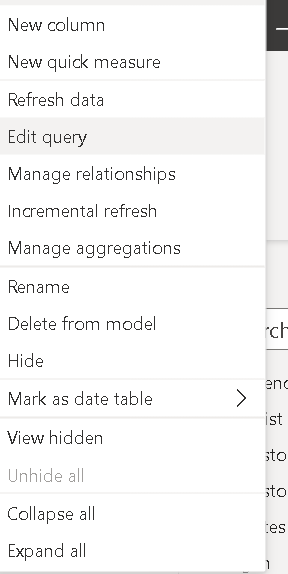 New column
New quick measure
Refresh data
Edit query
Manage relationships
Incremental refresh
Manage aggregations
Rename
Delete from model
Hide
Mark as date table
View hidden
Unhide all
Collapse all
Expand all